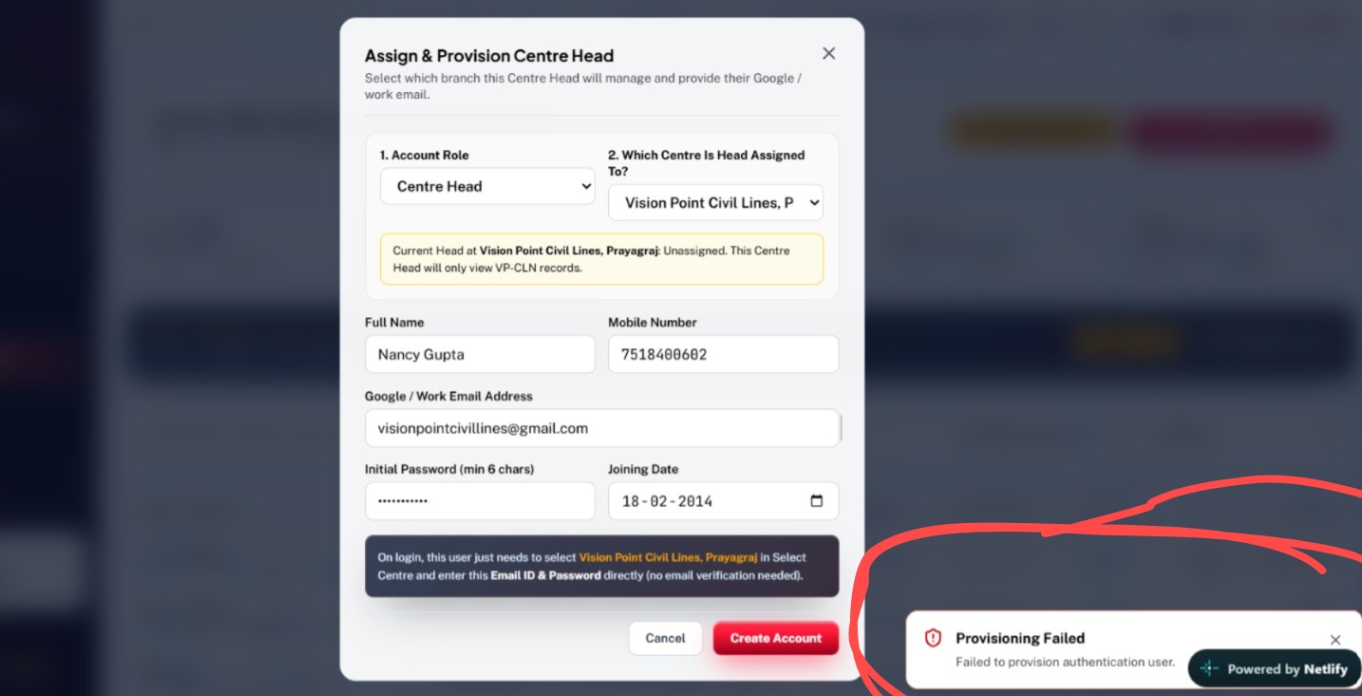 Assign & Provision Centre Head
Select which branch this Centre Head will manage and provide their Google /
work email.
1. Account Role
Centre Head
2. Which Centre Is Head Assigned
To?
Vision Point Civil Lines, P
Current Head at Vision Point Civil Lines, Prayagraj: Unassigned. This Centre
Head will only view VP-CLN records.
Full Name
Nancy Gupta
Mobile Number
7518400602
Google / Work Email Address
visionpointcivillines@gmail.com
Initial Password (min 6 chars)
•••••••••••
Joining Date
18-02-2014
On login, this user just needs to select Vision Point Civil Lines, Prayagraj in Select
Centre and enter this Email ID & Password directly (no email verification needed).
Cancel
Create Account
Provisioning Failed
Failed to provision authentication user.
Powered by Netlify